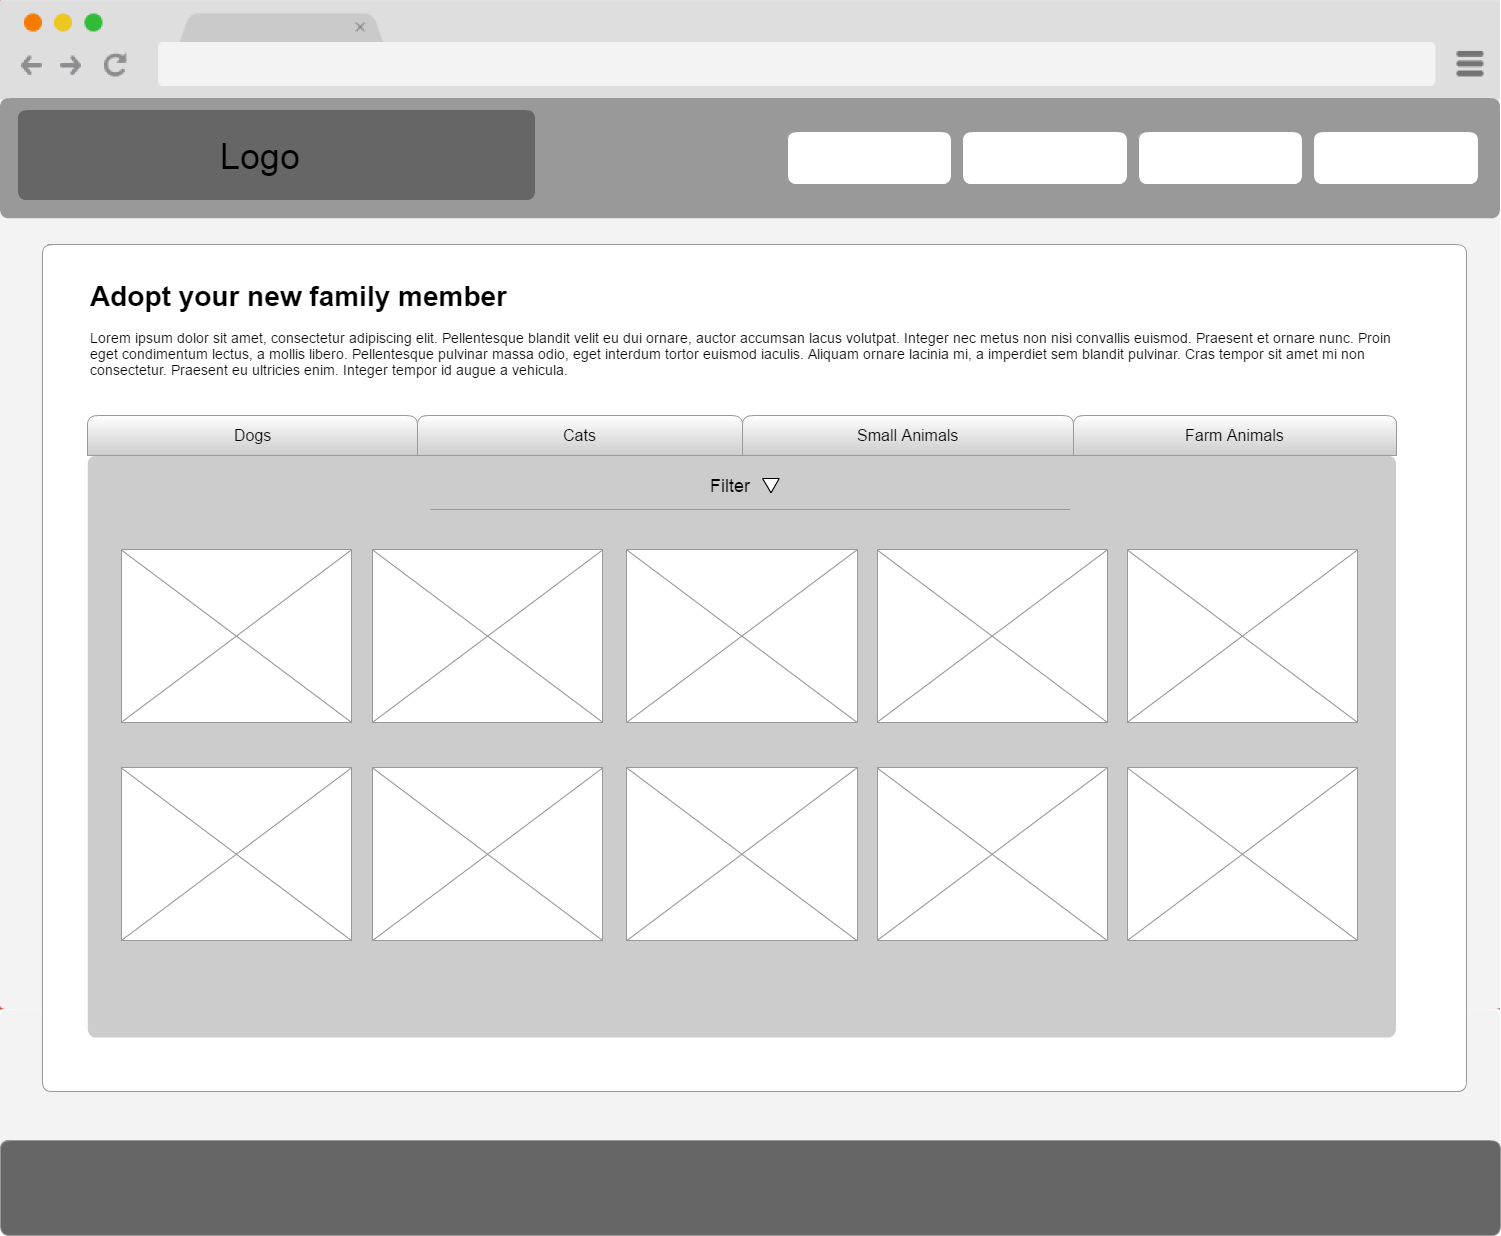 Logo
Adopt your new family member
Lorem ipsum dolor sit amet, consectetur adipiscing elit. Pellentesque blandit velit eu dui ornare, auctor accumsan lacus volutpat. Integer nec metus non nisi convallis euismod. Praesent et ornare nunc. Proin
eget condimentum lectus, a mollis libero. Pellentesque pulvinar massa odio, eget interdum tortor euismod iaculis. Aliquam ornare lacinia mi, a imperdiet sem blandit pulvinar. Cras tempor sit amet mi non
consectetur. Praesent eu ultricies enim. Integer tempor id augue a vehicula.
Dogs
Cats
Small Animals
Farm Animals
Filter